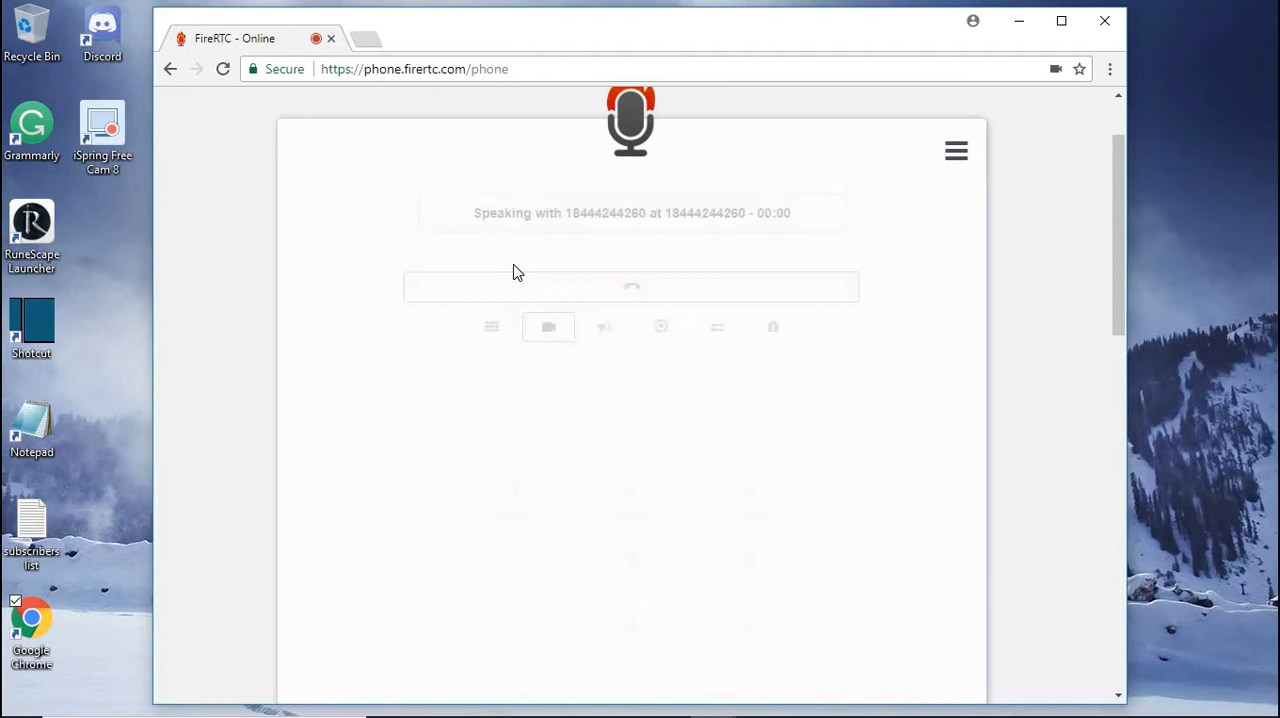 FireRTC - Online
Secure
https://phone.firertc.com/phone
Speaking with 18444244260 at 18444244260 - 00:00
Recycle Bin
Discord
Grammarly
iSpring Free
Cam 8
RuneScape
Launcher
Shotcut
Notepad
subscribers
list
Google
Chrome